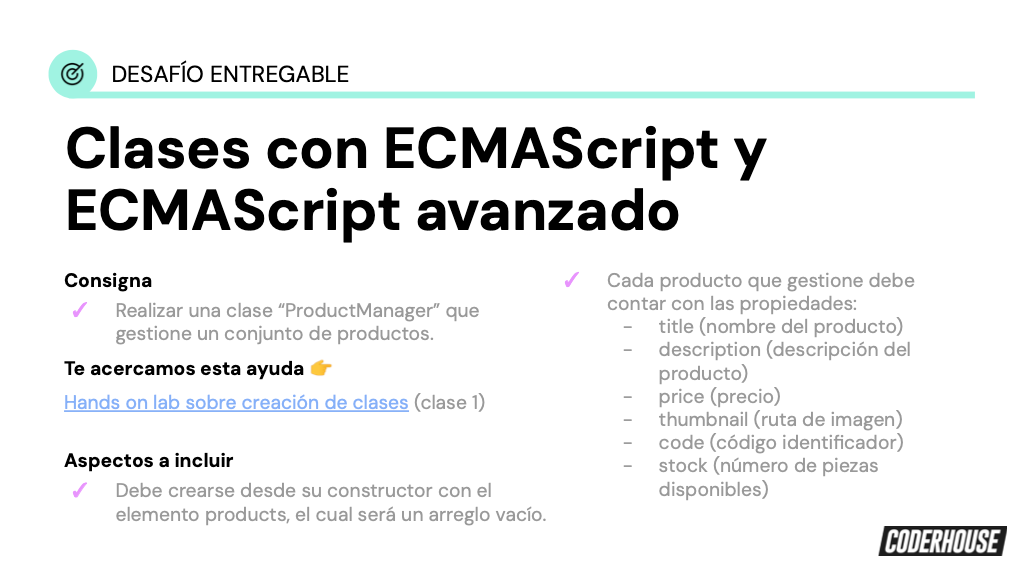 DESAFÍO ENTREGABLE
Clases con ECMAScript y
ECMAScript avanzado
Consigna
✓ Realizar una clase “ProductManager” que
gestione un conjunto de productos.
Te acercamos esta ayuda 👉
Hands on lab sobre creación de clases (clase 1)
Aspectos a incluir
✓ Debe crearse desde su constructor con el
elemento products, el cual será un arreglo vacío.
✓ Cada producto que gestione debe
contar con las propiedades:
- title (nombre del producto)
- description (descripción del
producto)
- price (precio)
- thumbnail (ruta de imagen)
- code (código identificador)
- stock (número de piezas
disponibles)
CODERHOUSE